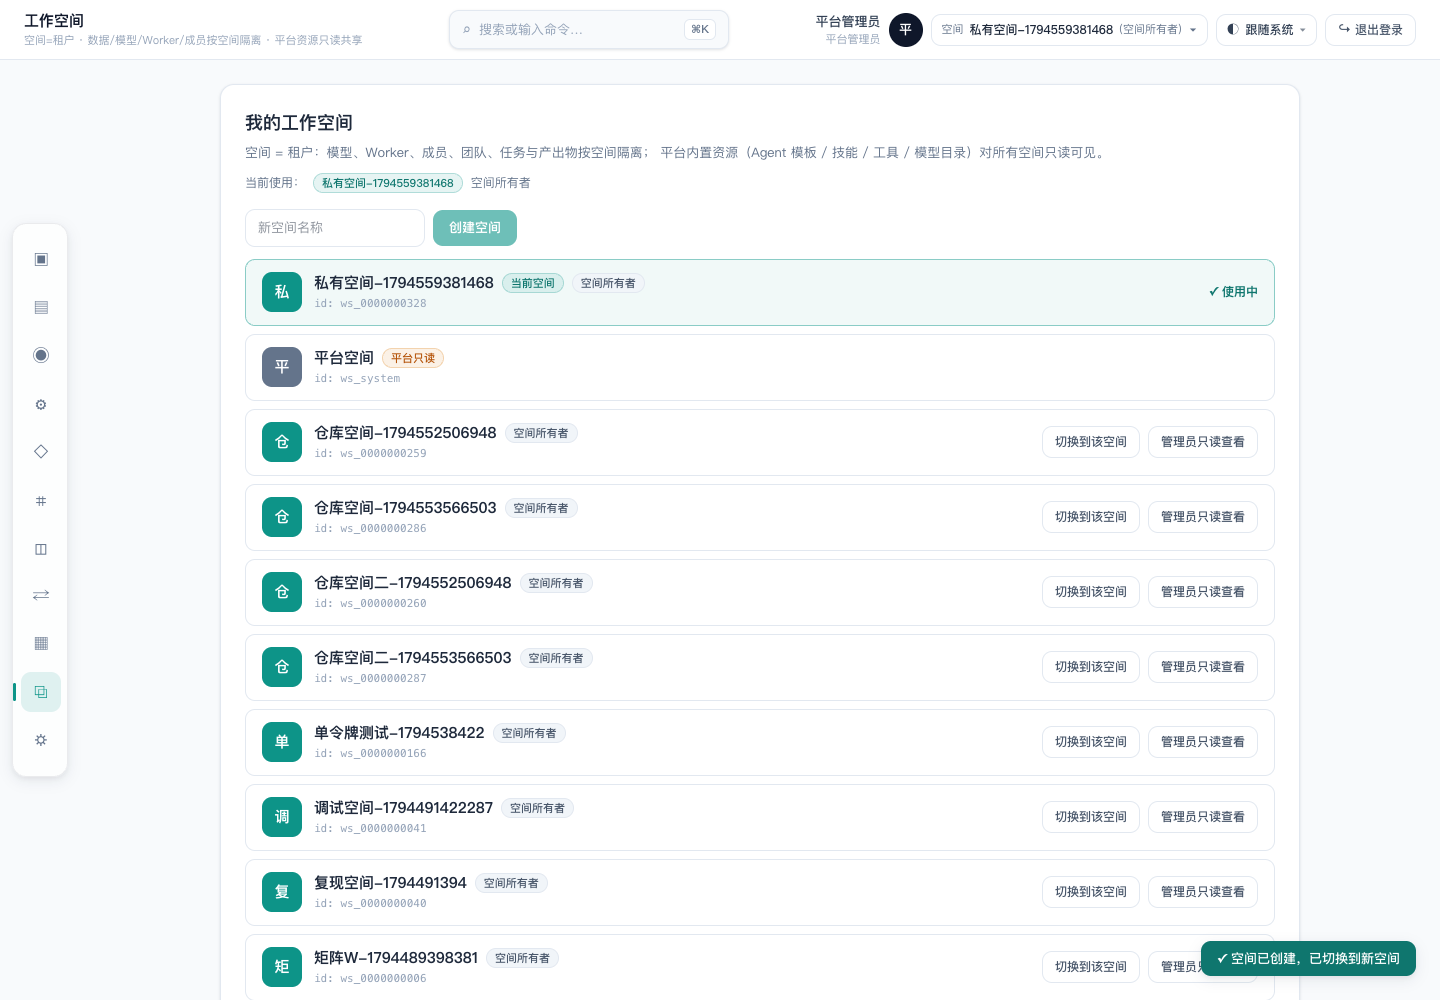 工作空间
空间=租户 · 数据/模型/Worker/成员按空间隔离 · 平台资源只读共享
搜索或输入命令… ⌘K
平台管理员
平台管理员
平
空间 私有空间-1794559381468 (空间所有者)
跟随系统
退出登录
我的工作空间
空间 = 租户：模型、Worker、成员、团队、任务与产出物按空间隔离； 平台内置资源（Agent 模板 / 技能 / 工具 / 模型目录）对所有空间只读可见。
当前使用： 私有空间-1794559381468 空间所有者
新空间名称 创建空间
私 私有空间-1794559381468 当前空间 空间所有者
id: ws_0000000328
✓ 使用中
平 平台空间 平台只读
id: ws_system
仓 仓库空间-1794552506948 空间所有者
id: ws_0000000259
切换到该空间 管理员只读查看
仓 仓库空间-1794553566503 空间所有者
id: ws_0000000286
切换到该空间 管理员只读查看
仓 仓库空间二-1794552506948 空间所有者
id: ws_0000000260
切换到该空间 管理员只读查看
仓 仓库空间二-1794553566503 空间所有者
id: ws_0000000287
切换到该空间 管理员只读查看
单 单令牌测试-1794538422 空间所有者
id: ws_0000000166
切换到该空间 管理员只读查看
调 调试空间-1794491422287 空间所有者
id: ws_0000000041
切换到该空间 管理员只读查看
复 复现空间-1794491394 空间所有者
id: ws_0000000040
切换到该空间 管理员只读查看
矩 矩阵W-1794489398381 空间所有者
id: ws_0000000006
切换到该空间 管理员
✓ 空间已创建，已切换到新空间